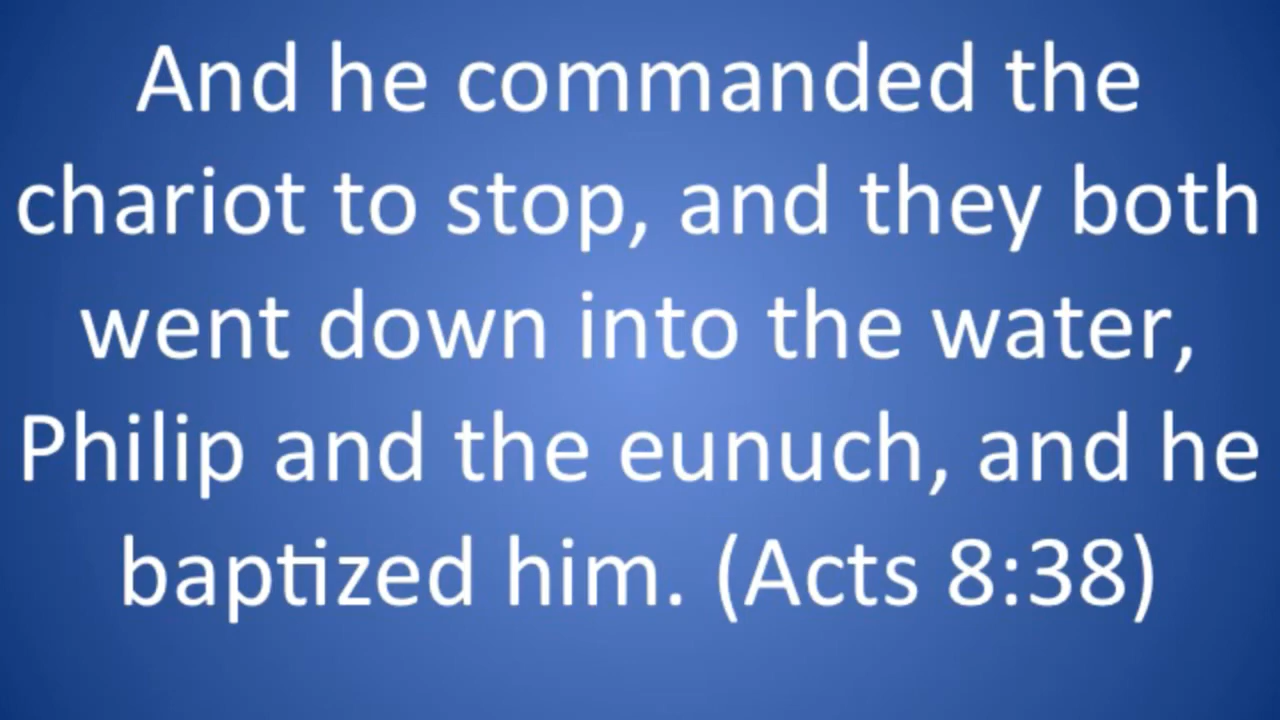 And he commanded the
chariot to stop, and they both
went down into the water,
Philip and the eunuch, and he
baptized him. (Acts 8:38)